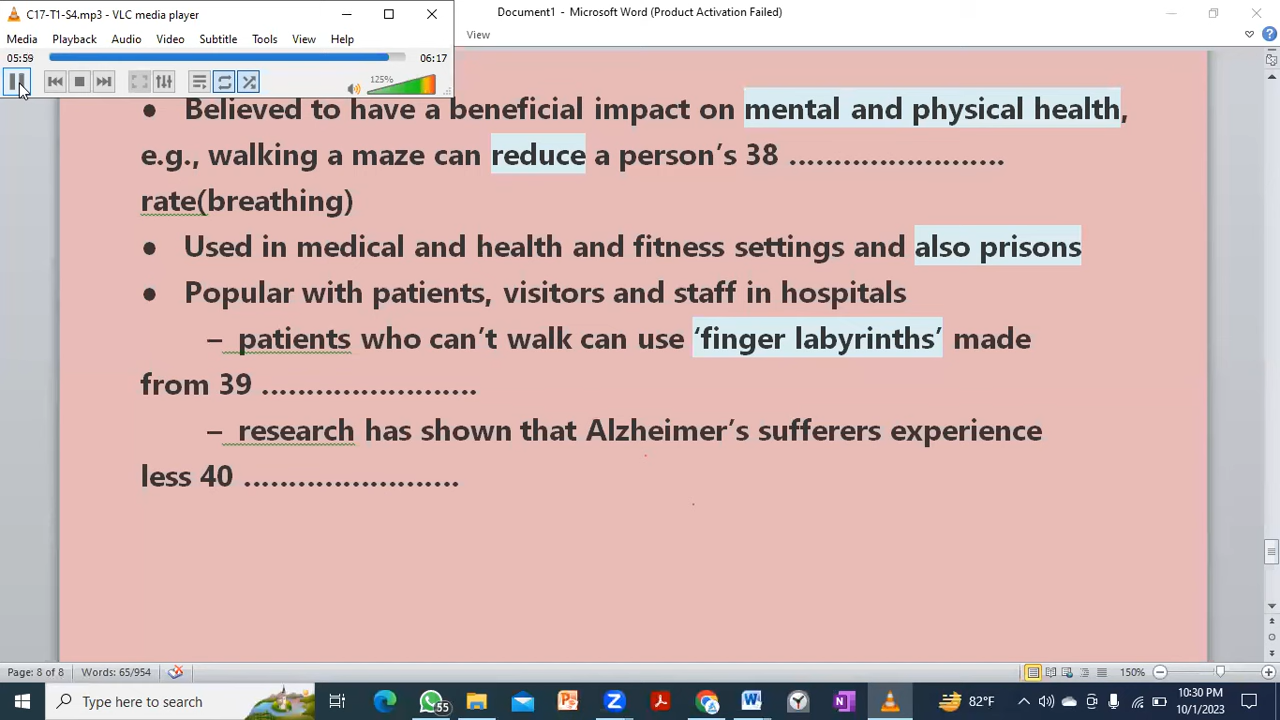 C17-T1-S4.mp3 - VLC media player
Document1 - Microsoft Word (Product Activation Failed)
Media Playback Audio Video Subtitle Tools View Help
View
05:59 06:17
125%
● Believed to have a beneficial impact on mental and physical health,
e.g., walking a maze can reduce a person’s 38 ……………………
rate(breathing)
● Used in medical and health and fitness settings and also prisons
● Popular with patients, visitors and staff in hospitals
– patients who can’t walk can use ‘finger labyrinths’ made
from 39 ……………………
– research has shown that Alzheimer’s sufferers experience
less 40 ……………………
Page: 8 of 8 Words: 65/954 150%
Type here to search
55
82°F
10:30 PM
10/1/2023